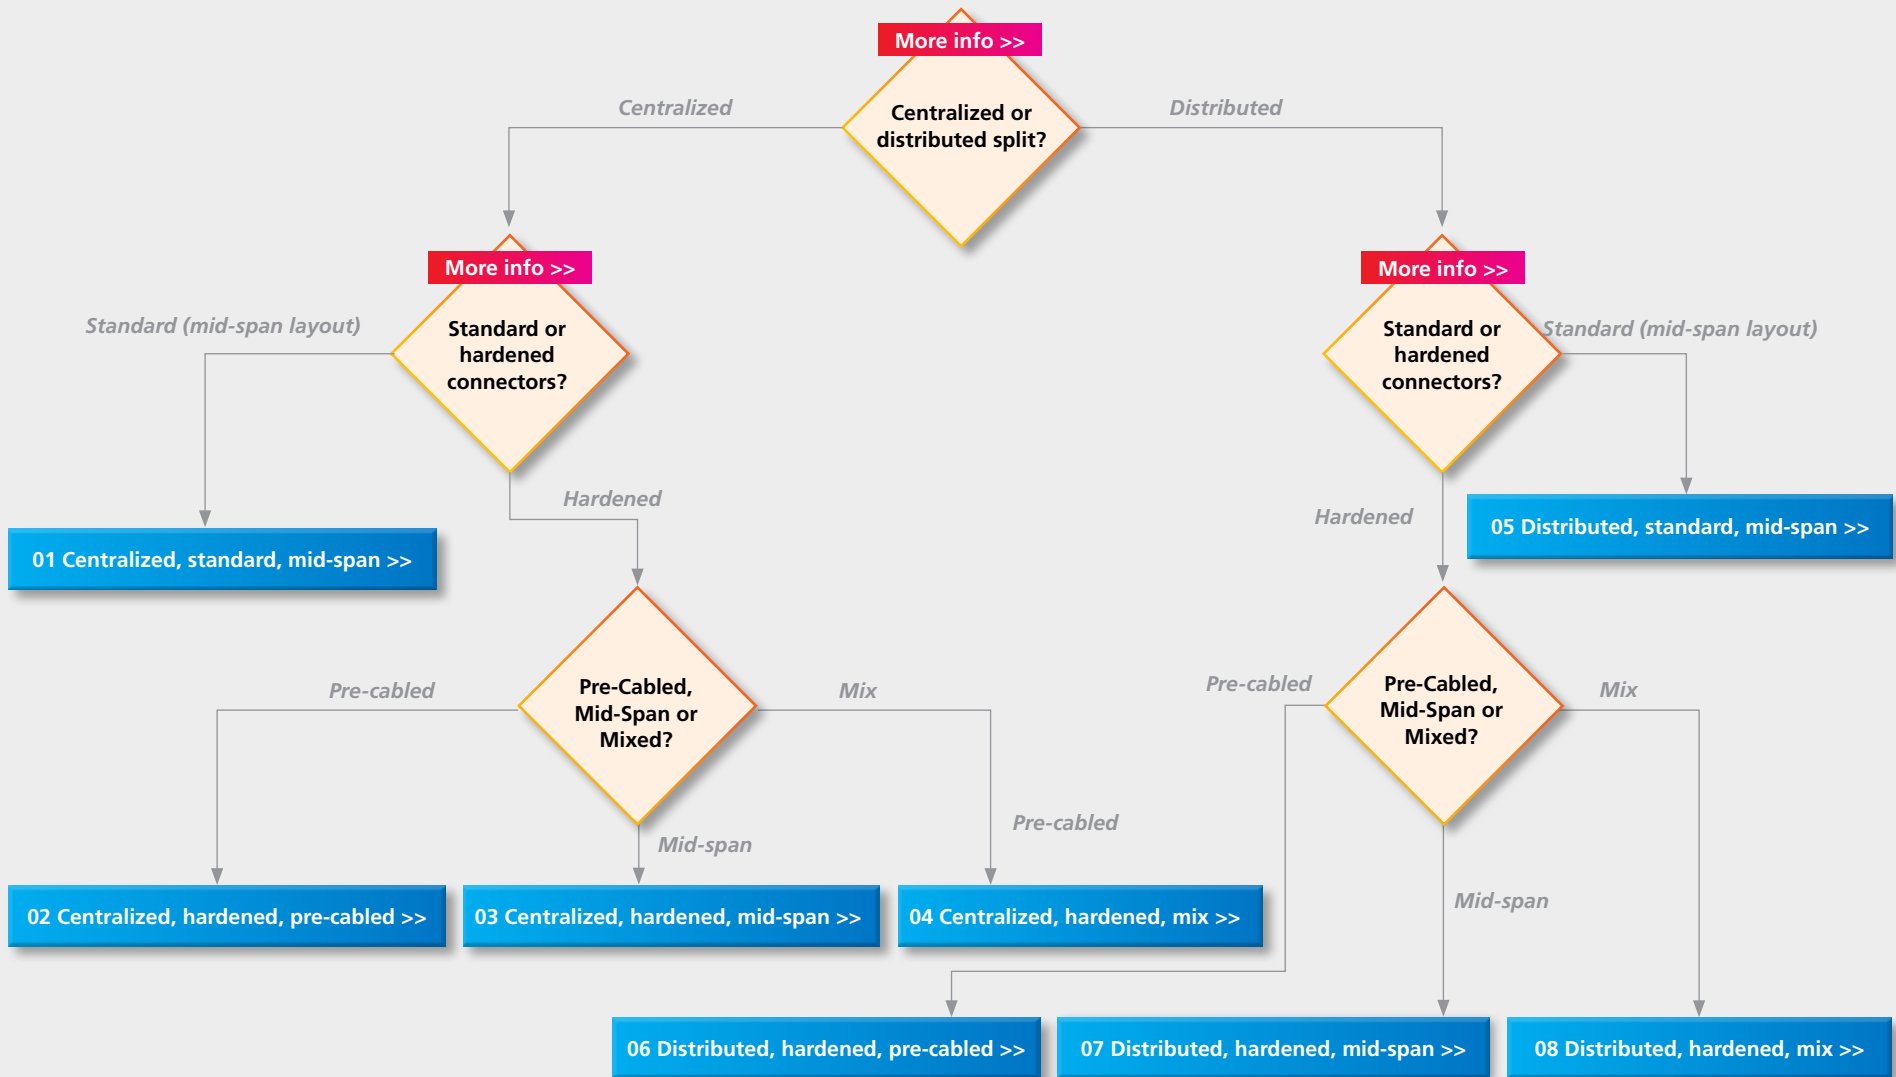 More info >>
Centralized or
distributed split?
Centralized
Distributed
More info >>
Standard or
hardened
connectors?
More info >>
Standard or
hardened
connectors?
Standard (mid-span layout)
Standard (mid-span layout)
Hardened
Hardened
01 Centralized, standard, mid-span >>
05 Distributed, standard, mid-span >>
Pre-Cabled,
Mid-Span or
Mixed?
Pre-Cabled,
Mid-Span or
Mixed?
Pre-cabled
Mix
Pre-cabled
Mix
Pre-cabled
Mid-span
Mid-span
02 Centralized, hardened, pre-cabled >>
03 Centralized, hardened, mid-span >>
04 Centralized, hardened, mix >>
06 Distributed, hardened, pre-cabled >>
07 Distributed, hardened, mid-span >>
08 Distributed, hardened, mix >>